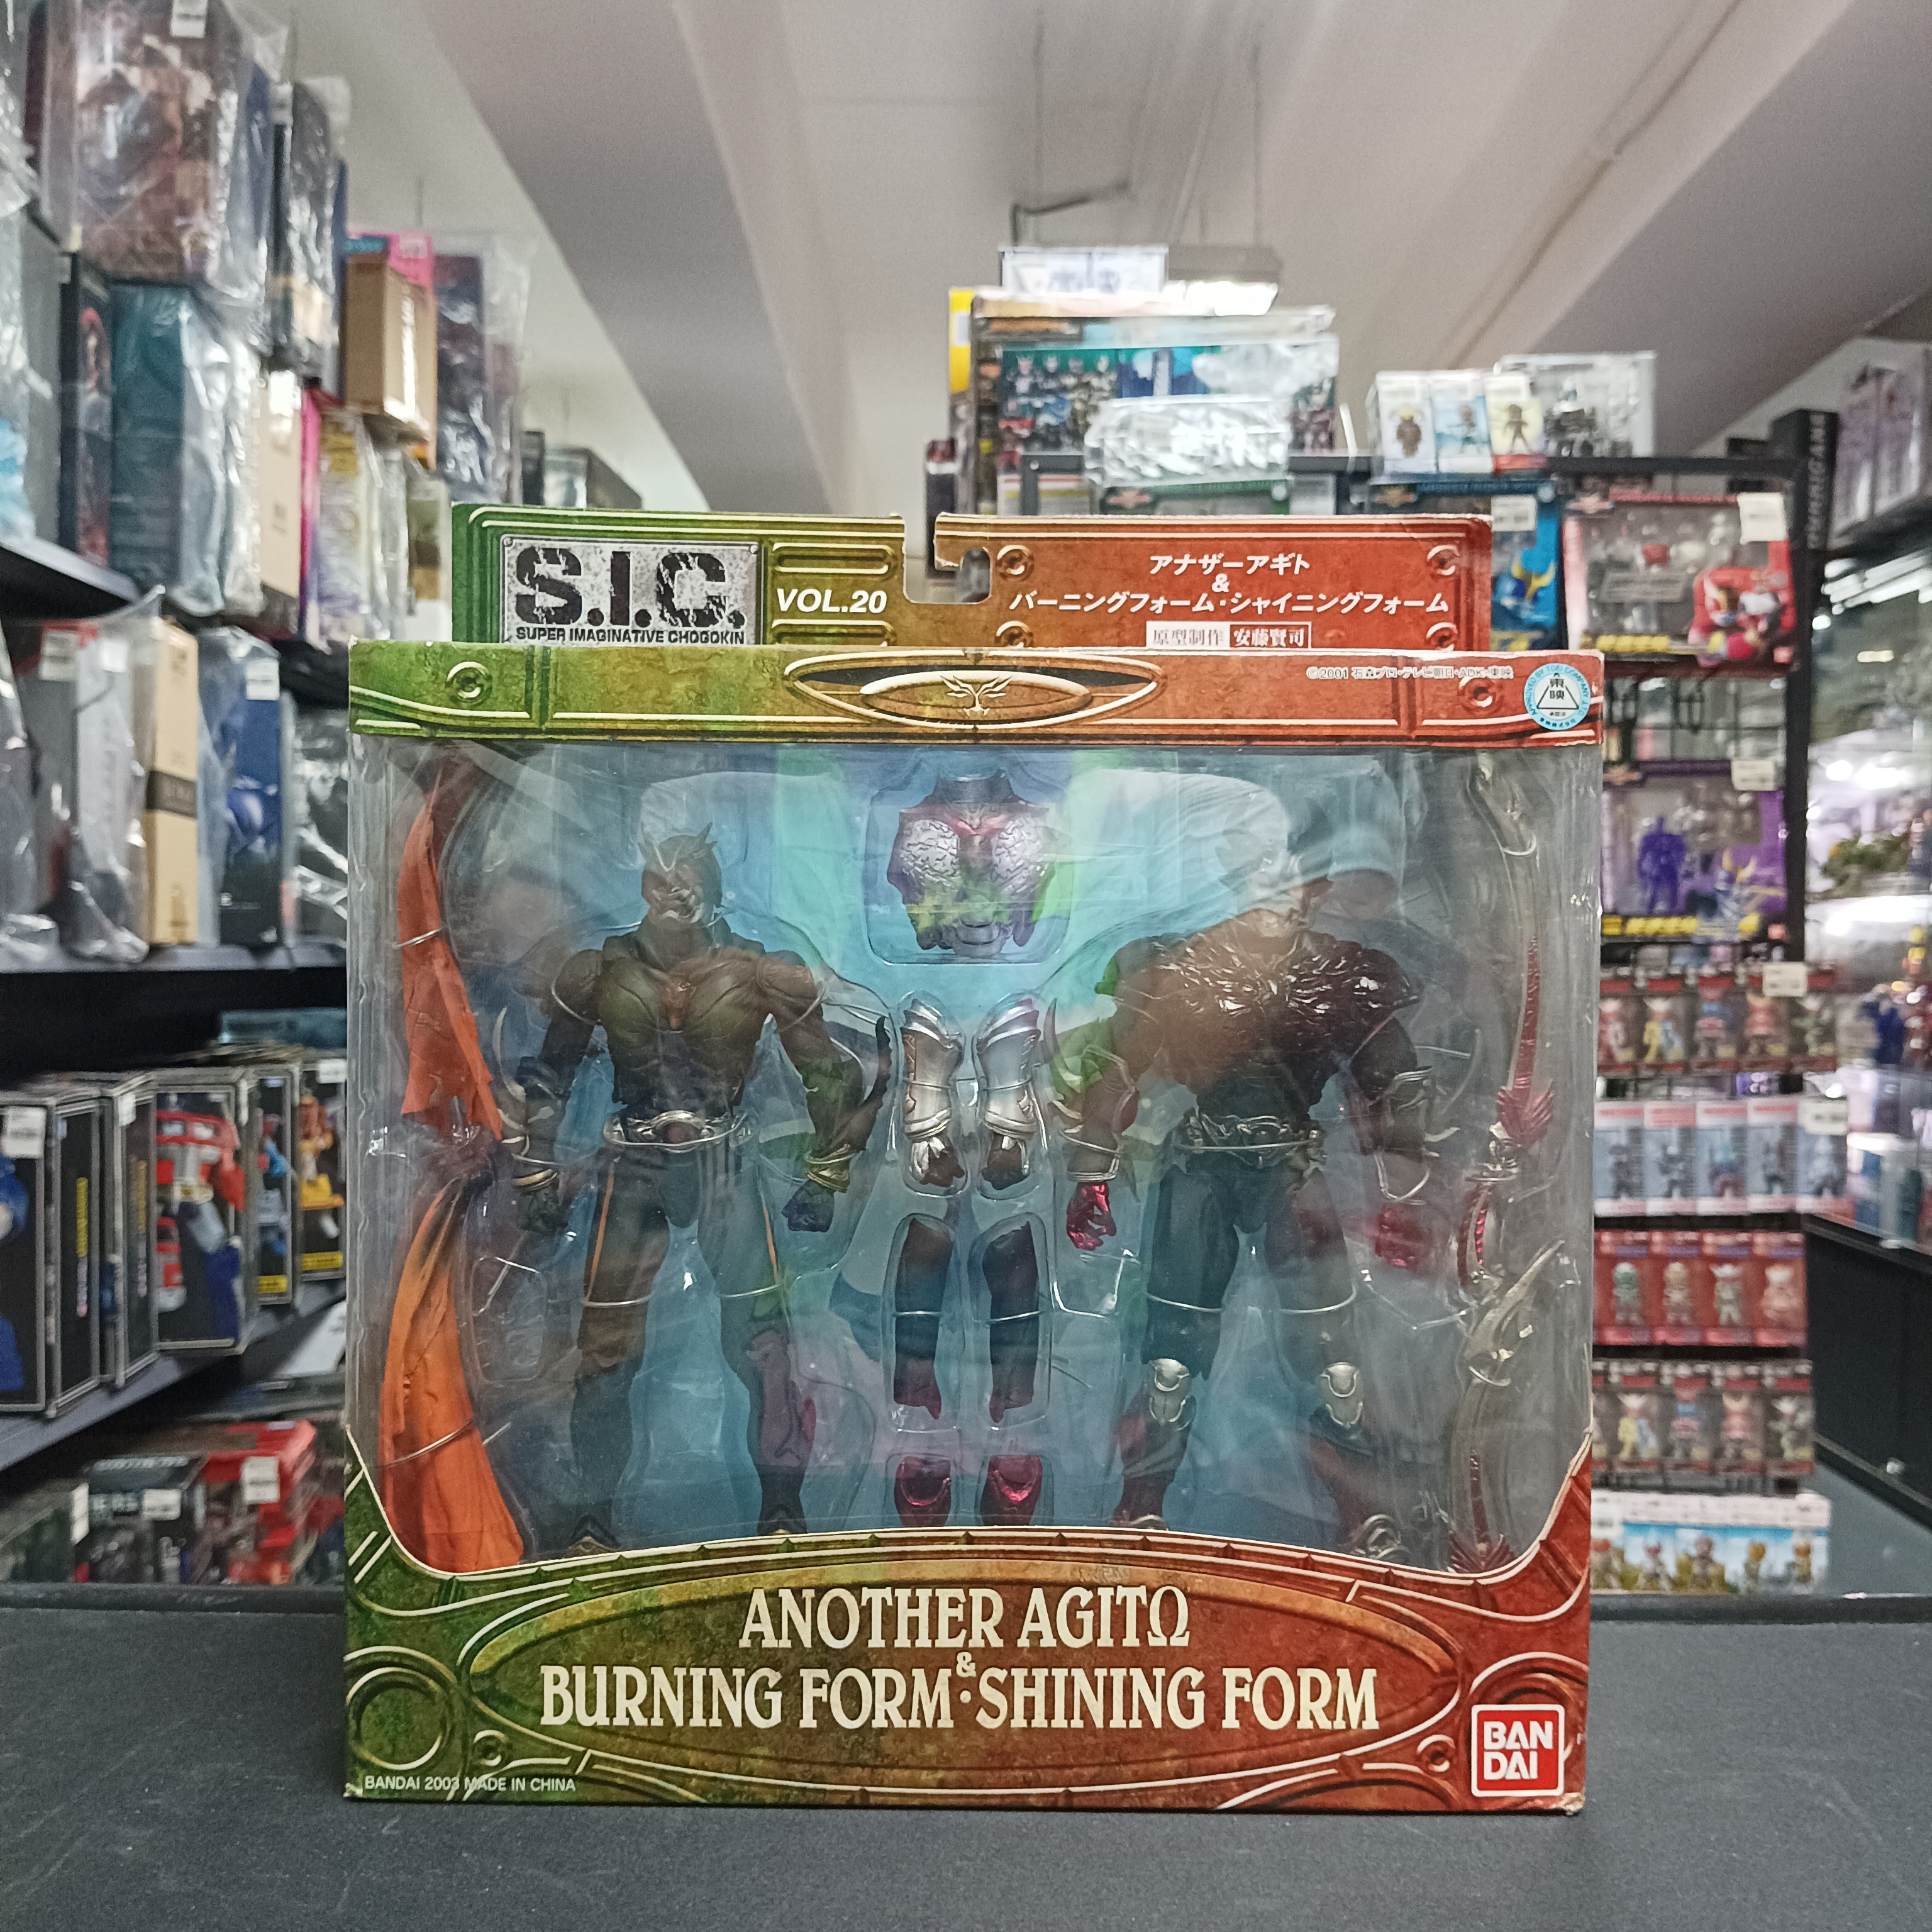 S.I.C.
SUPER IMAGINATIVE CHOGOKIN
VOL.20
アナザーアギト
&
バーニングフォーム・シャイニングフォーム
原型制作 安藤賢司
©2001 石森プロ・テレビ朝日・ADK・東映
東映
ANOTHER AGITΩ
&
BURNING FORM・SHINING FORM
BANDAI 2003 MADE IN CHINA
BAN
DAI